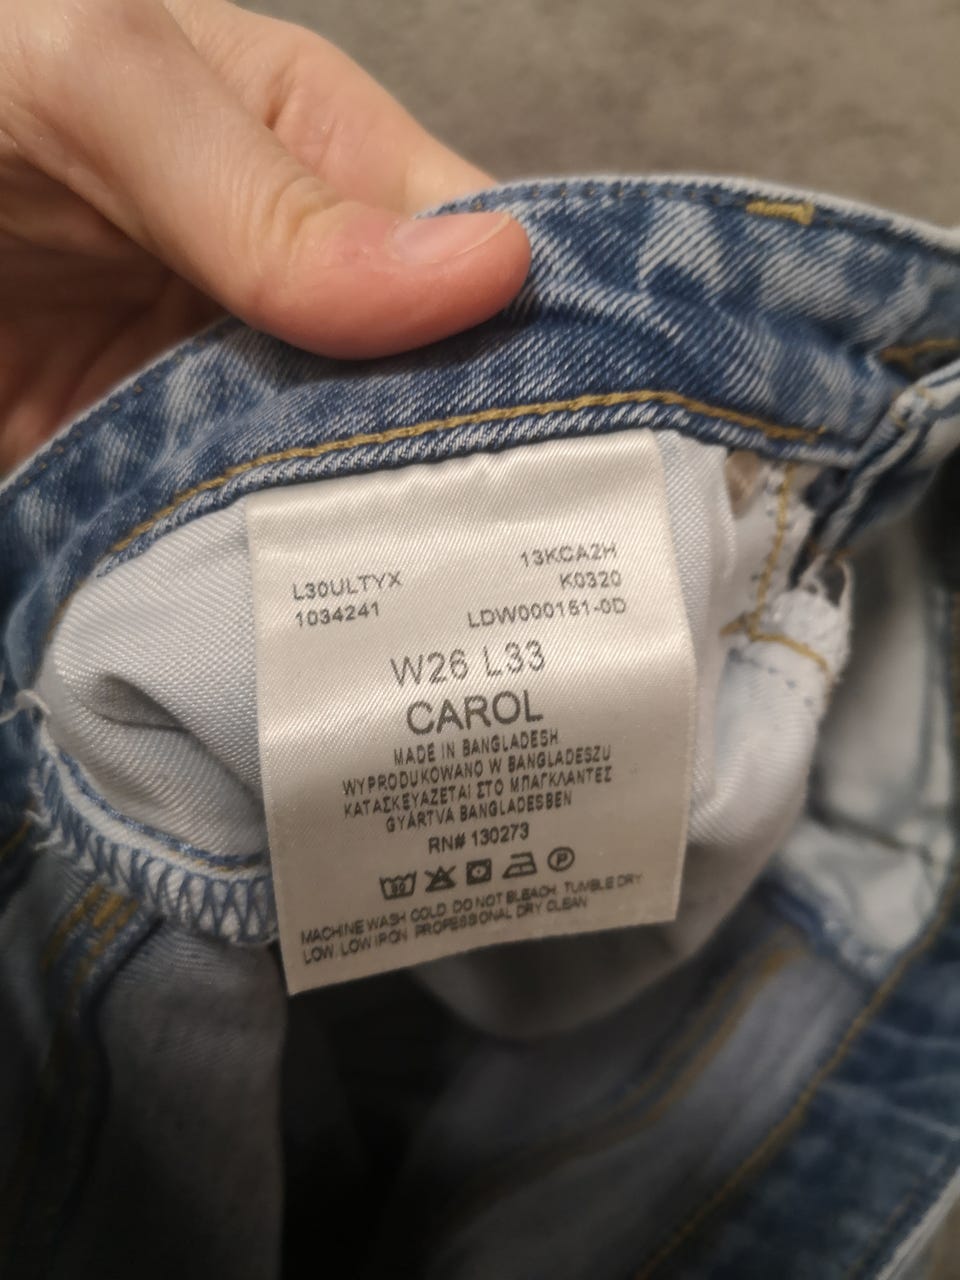 L30ULTYX 13KCA2H
1034241 K0320
LDW000161-0D
W26 L33
CAROL
MADE IN BANGLADESH
WYPRODUKOWANO W BANGLADESZU
ΚΑΤΑΣΚΕΥΑΖΕΤΑΙ ΣΤΟ ΜΠΑΓΚΛΑΝΤΕΣ
GYÁRTVA BANGLADESBEN
RN# 130273
30 P
MACHINE WASH COLD DO NOT BLEACH. TUMBLE DRY
LOW. LOW IRON PROFESSIONAL DRY CLEAN